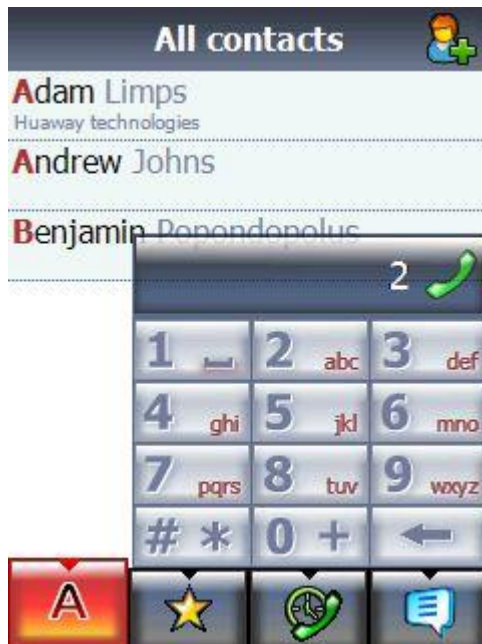 All contacts
Adam Limps
Huaway technologies
Andrew Johns
Benjamin Popondopolus
2
1 2 abc 3 def
4 ghi 5 jkl 6 mno
7 pqrs 8 tuv 9 wxyz
# * 0 +
A